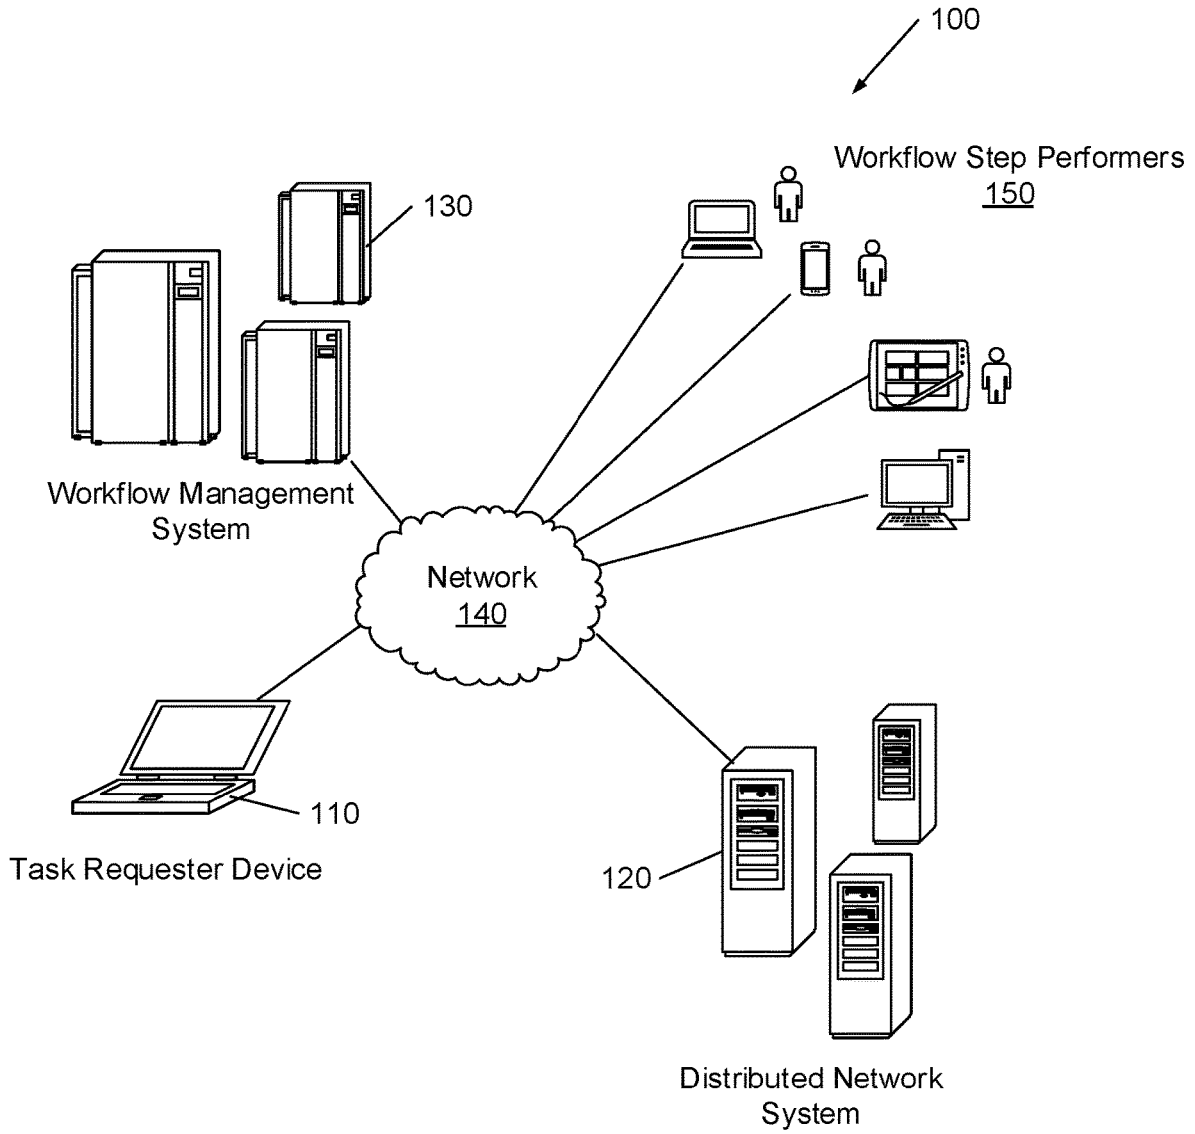 100
Workflow Step Performers
150
130
Workflow Management
System
Network
140
110
Task Requester Device
120
Distributed Network
System